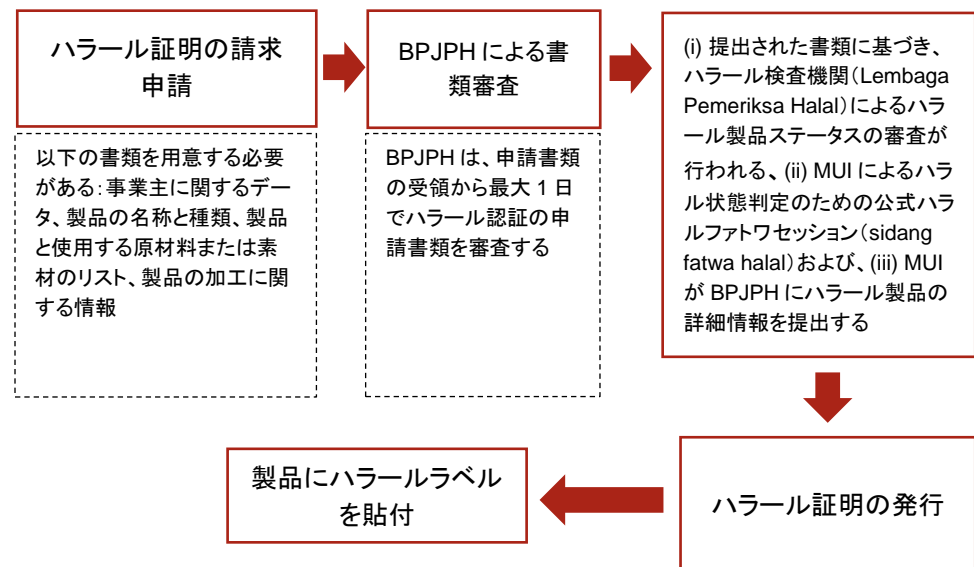 ハラール証明の請求
申請
以下の書類を用意する必要
がある：事業主に関するデー
タ、製品の名称と種類、製品
と使用する原材料または素
材のリスト、製品の加工に関
する情報
BPJPH による書
類審査
BPJPH は、申請書類
の受領から最大 1 日
でハラール認証の申
請書類を審査する
(i) 提出された書類に基づき、
ハラール検査機関（Lembaga
Pemeriksa Halal）によるハラ
ール製品ステータスの審査が
行われる、(ii) MUI によるハラ
ル状態判定のための公式ハラ
ルファトワセッション（sidang
fatwa halal）および、(iii) MUI
が BPJPH にハラール製品の
詳細情報を提出する
ハラール証明の発行
製品にハラールラベル
を貼付